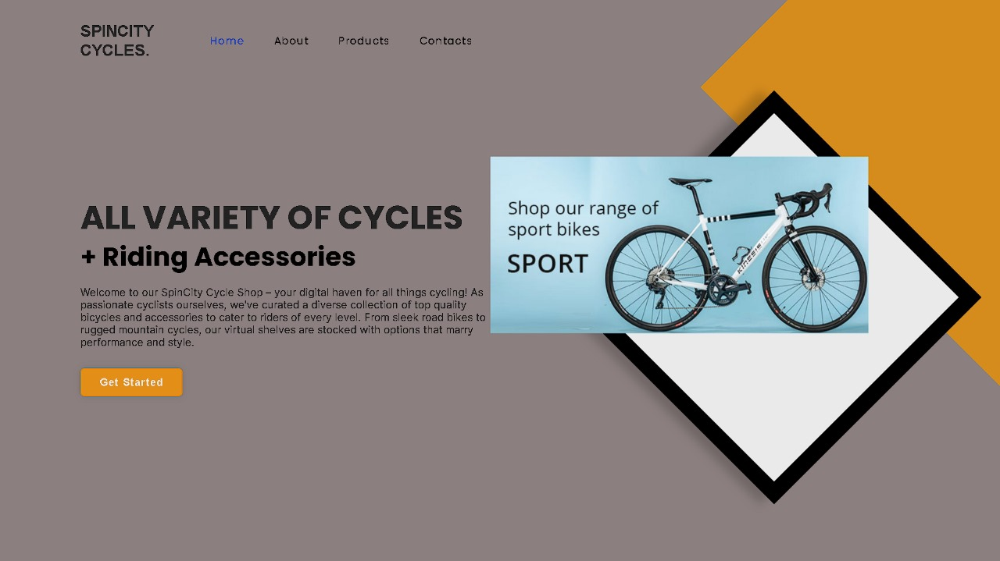 SPINCITY
CYCLES.
Home About Products Contacts
ALL VARIETY OF CYCLES
+ Riding Accessories
Welcome to our SpinCity Cycle Shop – your digital haven for all things cycling! As
passionate cyclists ourselves, we've curated a diverse collection of top quality
bicycles and accessories to cater to riders of every level. From sleek road bikes to
rugged mountain cycles, our virtual shelves are stocked with options that marry
performance and style.
Get Started
Shop our range of
sport bikes
SPORT
KINESIS